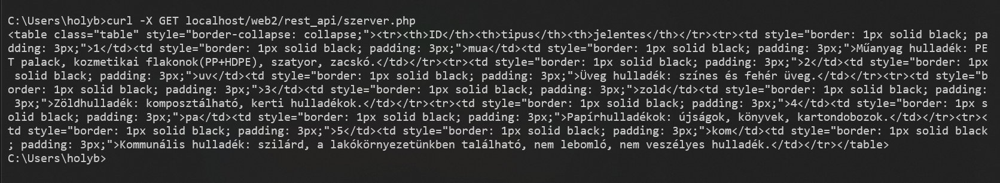 C:\Users\holyb>curl -X GET localhost/web2/rest_api/szerver.php
<table class="table" style="border-collapse: collapse;"><tr><th>ID</th><th>tipus</th><th>jelentes</th></tr><tr><td style="border: 1px solid black; pa
dding: 3px;">1</td><td style="border: 1px solid black; padding: 3px;">mua</td><td style="border: 1px solid black; padding: 3px;">Műanyag hulladék: PE
T palack, kozmetikai flakonok(PP+HDPE), szatyor, zacskó.</td></tr><tr><td style="border: 1px solid black; padding: 3px;">2</td><td style="border: 1px
 solid black; padding: 3px;">uv</td><td style="border: 1px solid black; padding: 3px;">Üveg hulladék: színes és fehér üveg.</td></tr><tr><td style="b
order: 1px solid black; padding: 3px;">3</td><td style="border: 1px solid black; padding: 3px;">zold</td><td style="border: 1px solid black; padding:
 3px;">Zöldhulladék: komposztálható, kerti hulladékok.</td></tr><tr><td style="border: 1px solid black; padding: 3px;">4</td><td style="border: 1px s
olid black; padding: 3px;">pa</td><td style="border: 1px solid black; padding: 3px;">Papírhulladékok: újságok, könyvek, kartondobozok.</td></tr><tr><
td style="border: 1px solid black; padding: 3px;">5</td><td style="border: 1px solid black; padding: 3px;">kom</td><td style="border: 1px solid black
; padding: 3px;">Kommunális hulladék: szilárd, a lakókörnyezetünkben található, nem lebomló, nem veszélyes hulladék.</td></tr></table>
C:\Users\holyb>